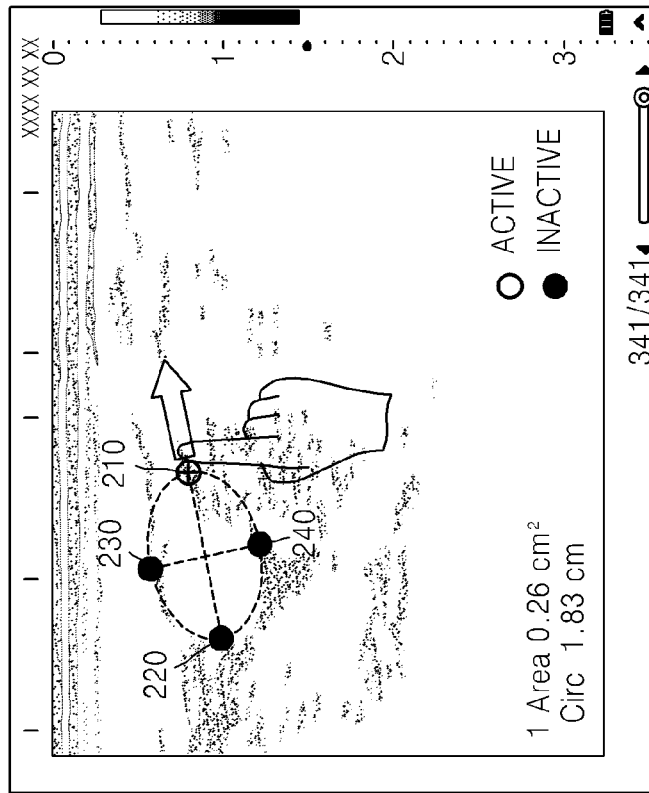 XXXX XX XX
0
1
2
3
210
230
240
220
ACTIVE
INACTIVE
1 Area 0.26 cm²
Circ 1.83 cm
341/341